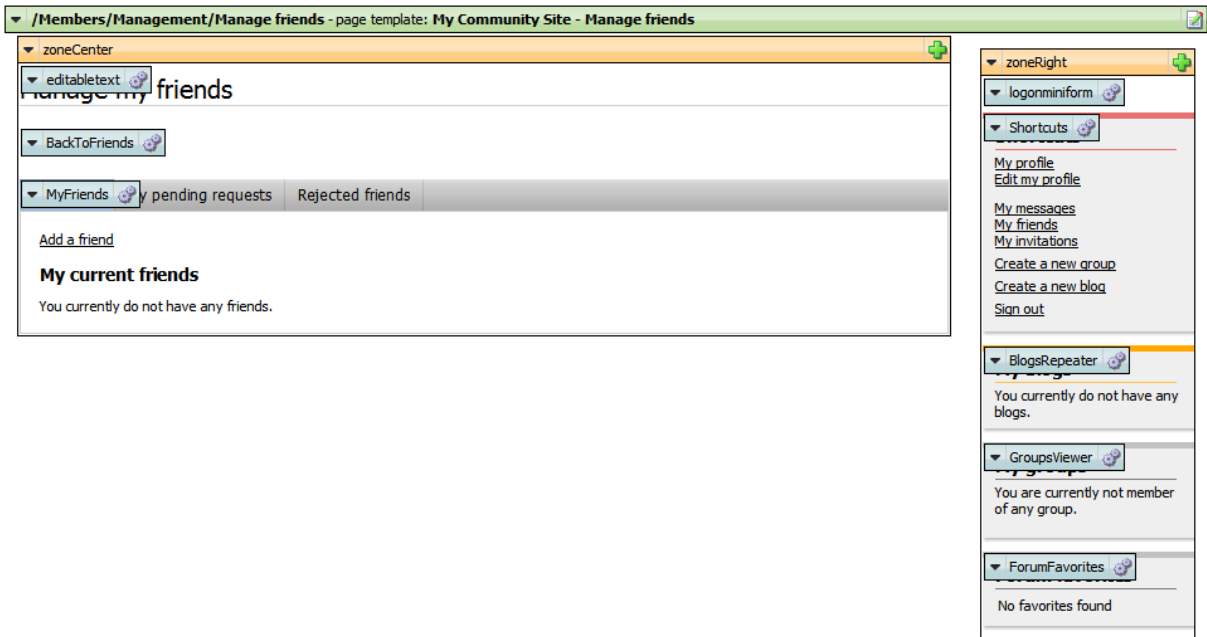 /Members/Management/Manage friends - page template: My Community Site - Manage friends
zoneCenter
editabletext
friends
BackToFriends
MyFriends
y pending requests
Rejected friends
Add a friend
My current friends
You currently do not have any friends.
zoneRight
logonminiform
Shortcuts
My profile
Edit my profile
My messages
My friends
My invitations
Create a new group
Create a new blog
Sign out
BlogsRepeater
You currently do not have any
blogs.
GroupsViewer
You are currently not member
of any group.
ForumFavorites
No favorites found